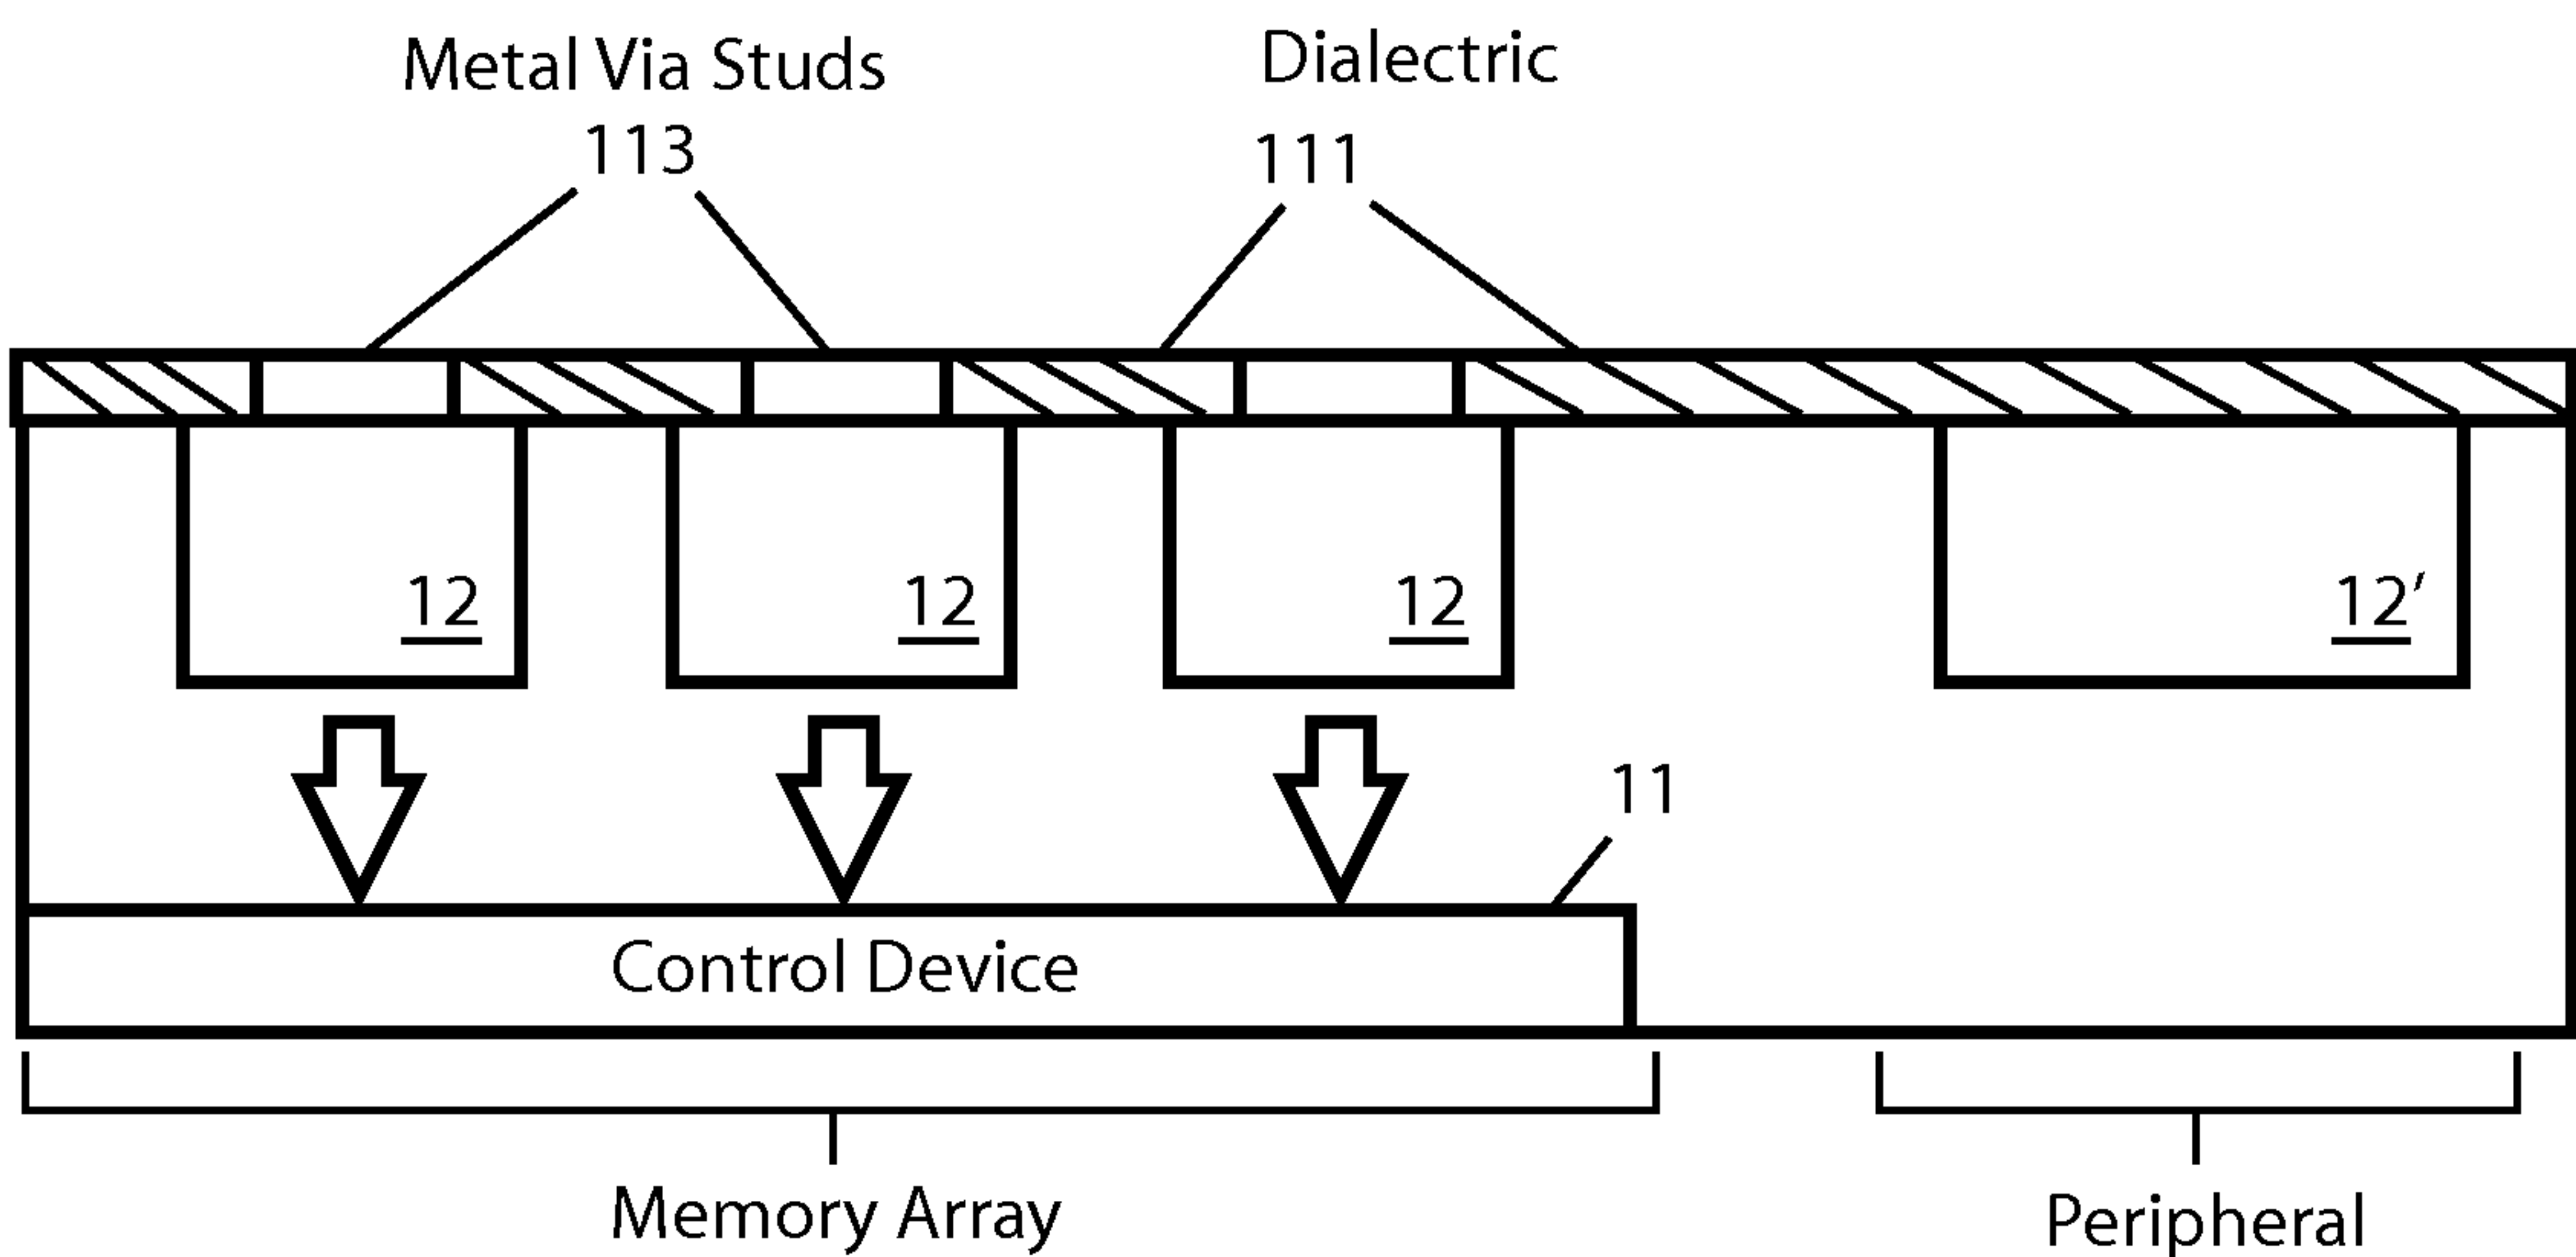 Metal Via Studs
113
Dialectric
111
12
12
12
12′
11
Control Device
Memory Array
Peripheral